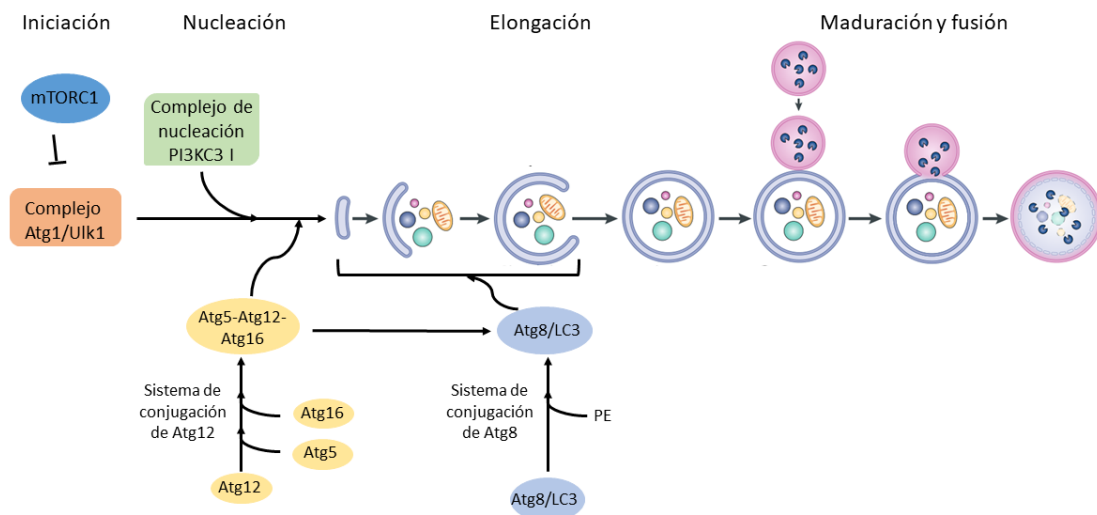 Iniciación
Nucleación
Elongación
Maduración y fusión
mTORC1
Complejo de
nucleación
PI3KC3 I
Complejo
Atg1/Ulk1
Atg5-Atg12-
Atg16
Atg8/LC3
Sistema de
conjugación
de Atg12
Atg16
Atg5
Atg12
Sistema de
conjugación
de Atg8
PE
Atg8/LC3